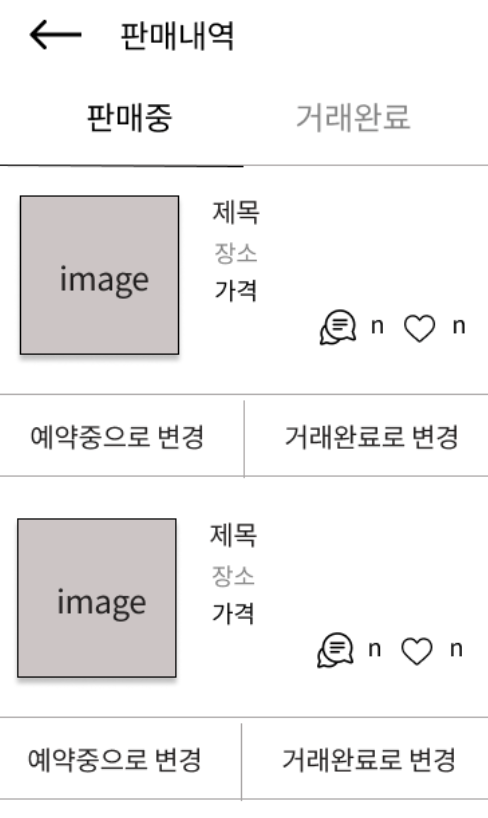 판매내역
판매중 거래완료
image
제목
장소
가격
n n
예약중으로 변경 거래완료로 변경
image
제목
장소
가격
n n
예약중으로 변경 거래완료로 변경